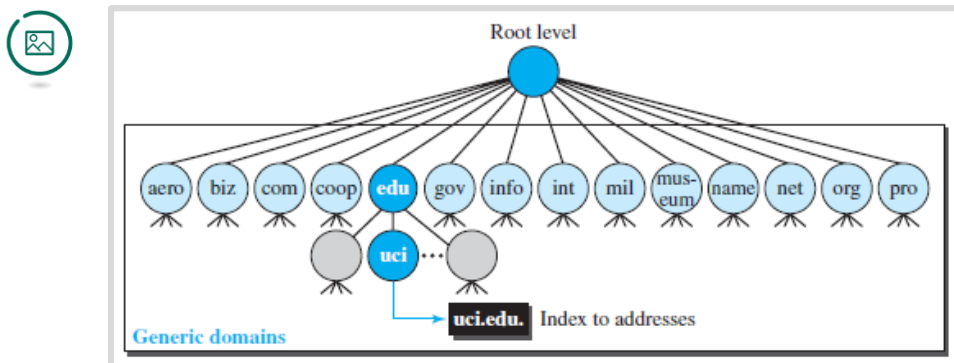 Root level
aero biz com coop edu gov info int mil mus-
eum name net org pro
uci
uci.edu. Index to addresses
Generic domains